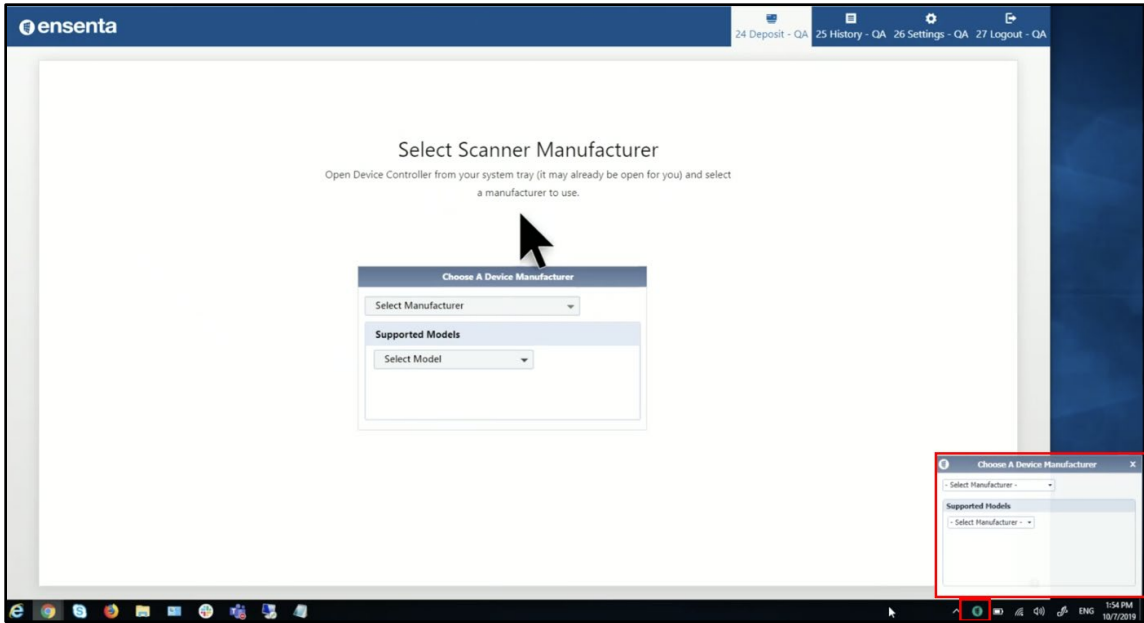 ensenta
24 Deposit - QA
25 History - QA
26 Settings - QA
27 Logout - QA
Select Scanner Manufacturer
Open Device Controller from your system tray (it may already be open for you) and select
a manufacturer to use.
Choose A Device Manufacturer
Select Manufacturer
Supported Models
Select Model
Choose A Device Manufacturer X
- Select Manufacturer -
Supported Models
- Select Manufacturer -
ENG
1:54 PM
10/7/2019